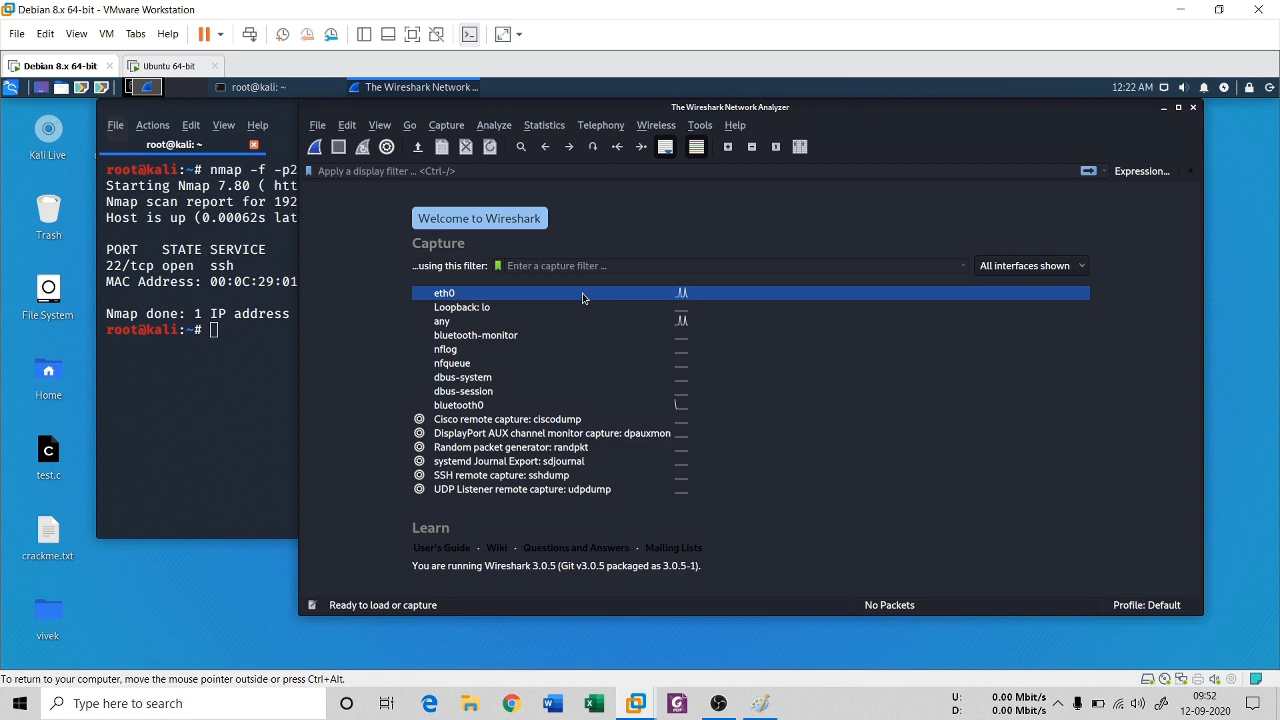 Debian 8.x 64-bit - VMware Workstation
File Edit View VM Tabs Help
Debian 8.x 64-bit Ubuntu 64-bit
root@kali: ~ The Wireshark Network ... 12:22 AM
The Wireshark Network Analyzer
File Actions Edit View Help
root@kali: ~
root@kali:~# nmap -f -p2
Starting Nmap 7.80 ( htt
Nmap scan report for 192
Host is up (0.00062s lat
PORT STATE SERVICE
22/tcp open ssh
MAC Address: 00:0C:29:01
Nmap done: 1 IP address
root@kali:~#
File Edit View Go Capture Analyze Statistics Telephony Wireless Tools Help
Apply a display filter ... <Ctrl-/> Expression... +
Welcome to Wireshark
Capture
...using this filter: Enter a capture filter ... All interfaces shown
eth0
Loopback: lo
any
bluetooth-monitor
nflog
nfqueue
dbus-system
dbus-session
bluetooth0
Cisco remote capture: ciscodump
DisplayPort AUX channel monitor capture: dpauxmon
Random packet generator: randpkt
systemd Journal Export: sdjournal
SSH remote capture: sshdump
UDP Listener remote capture: udpdump
Learn
User's Guide · Wiki · Questions and Answers · Mailing Lists
You are running Wireshark 3.0.5 (Git v3.0.5 packaged as 3.0.5-1).
Ready to load or capture No Packets Profile: Default
Kali Live
Trash
File System
Home
C
test.c
crackme.txt
vivek
To return to your computer, move the mouse pointer outside or press Ctrl+Alt.
Type here to search
U: 0.00 Mbit/s
D: 0.00 Mbit/s
09:52
12-09-2020